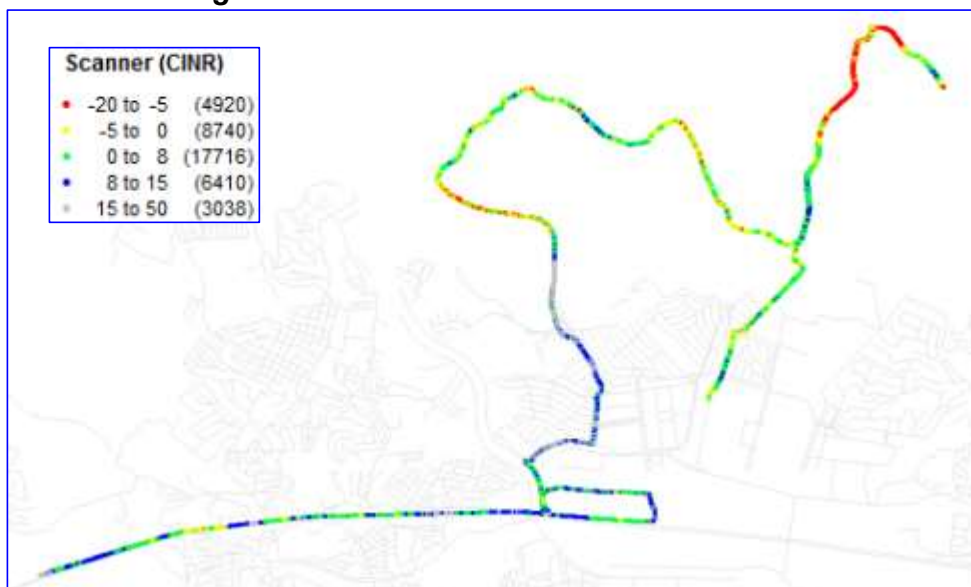 Scanner (CINR)
-20 to -5 (4920)
-5 to 0 (8740)
0 to 8 (17716)
8 to 15 (6410)
15 to 50 (3038)